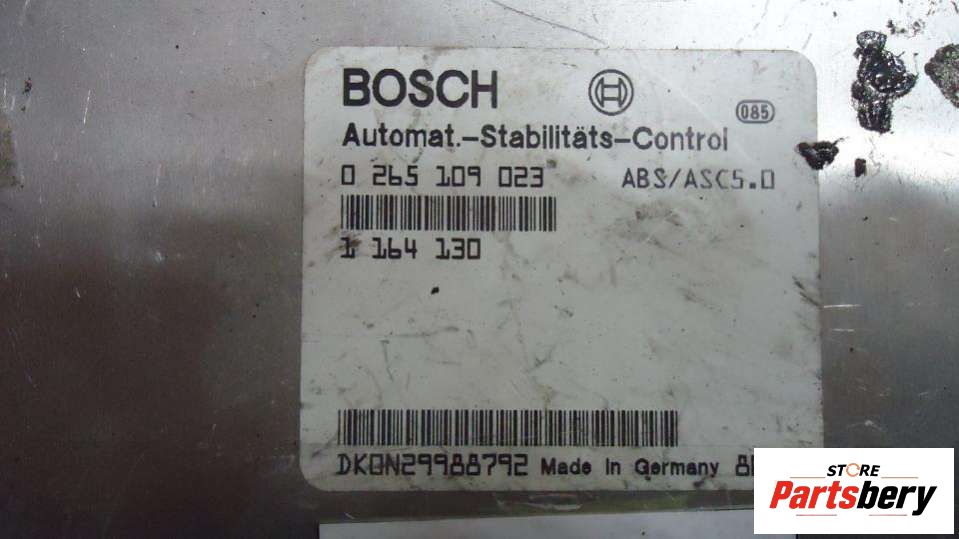 BOSCH
085
Automat.-Stabilitäts-Control
0 265 109 023 ABS/ASC5.0
1 164 130
DK0N29988792 Made in Germany
STORE
Partsbery